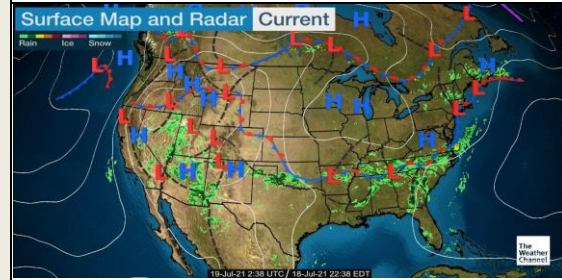 Surface Map and Radar Current
H L
L L
Rain Ice Snow
L L H L H
H H L L
L H H H L
L L
H L H
L L H H L L
The
Weather
Channel
19-Jul-21 2:38 UTC / 18-Jul-21 22:38 EDT